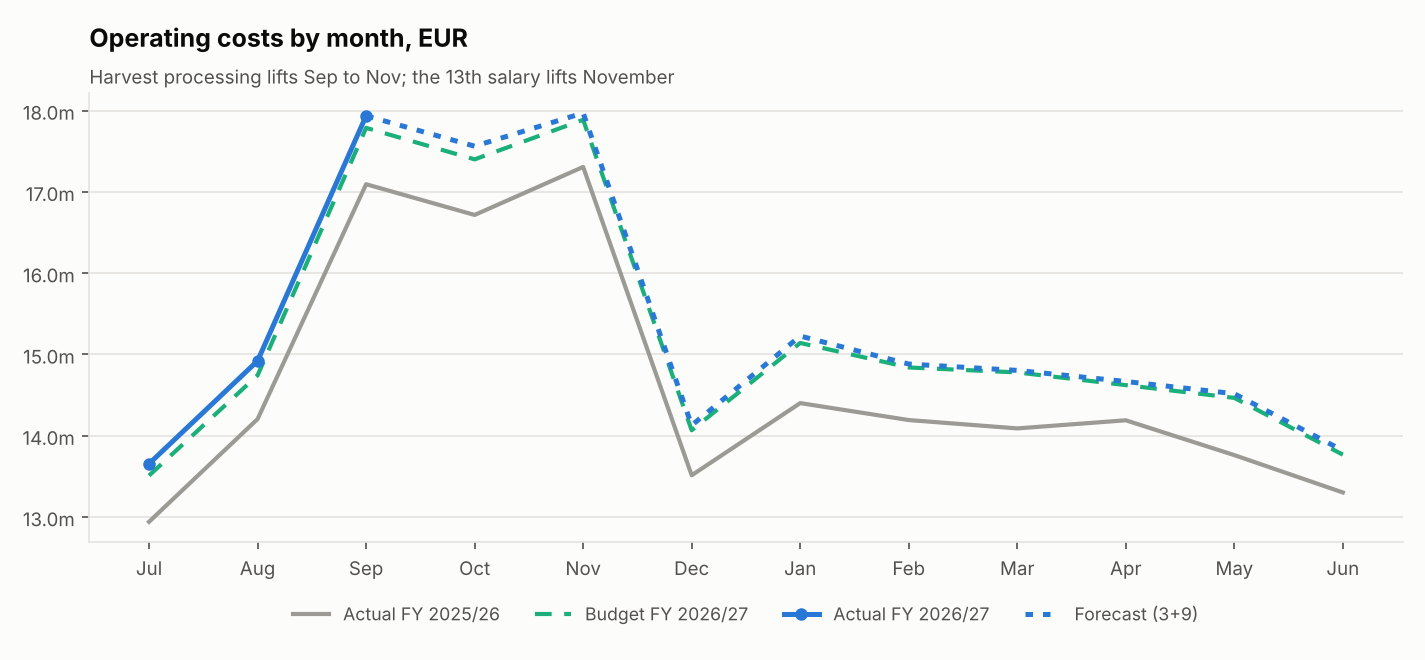 Operating costs by month, EUR
Harvest processing lifts Sep to Nov; the 13th salary lifts November
18.0m
17.0m
16.0m
15.0m
14.0m
13.0m
Jul Aug Sep Oct Nov Dec Jan Feb Mar Apr May Jun
Actual FY 2025/26 Budget FY 2026/27 Actual FY 2026/27 Forecast (3+9)